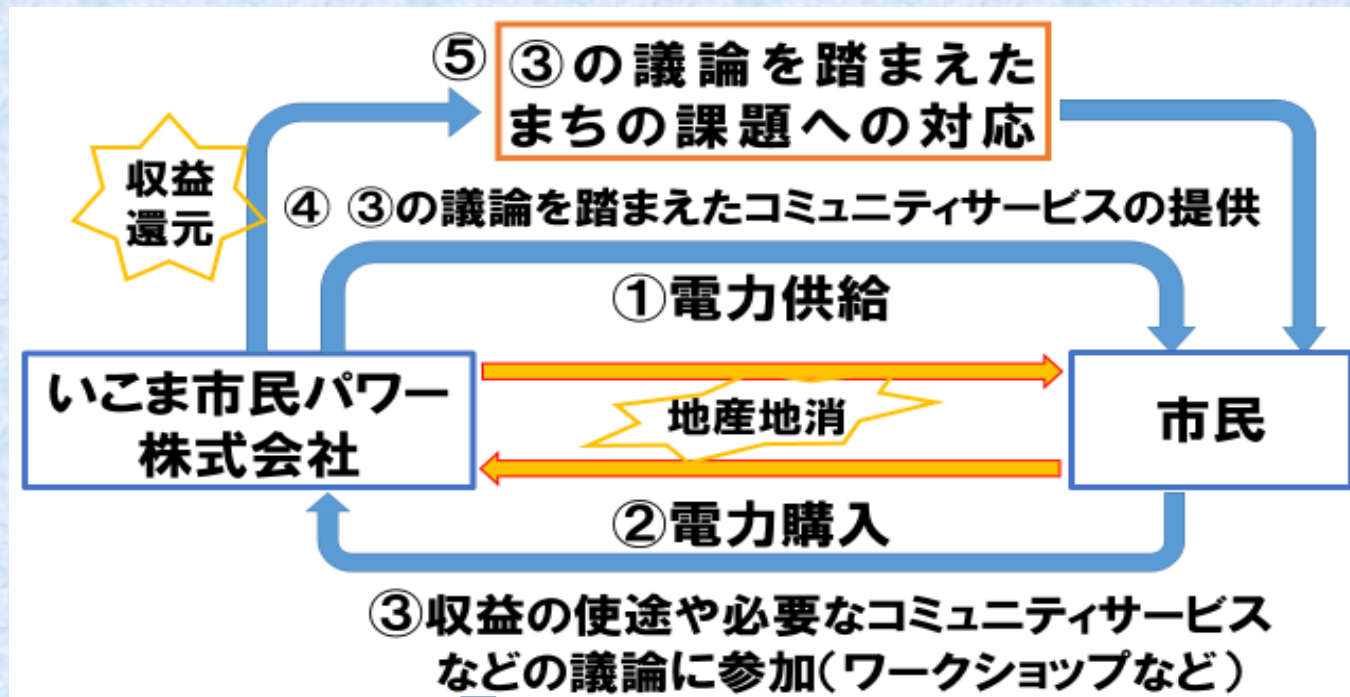 ⑤ ③の議論を踏まえた
まちの課題への対応
収益
還元
④ ③の議論を踏まえたコミュニティサービスの提供
①電力供給
いこま市民パワー
株式会社
地産地消
市民
②電力購入
③収益の使途や必要なコミュニティサービス
などの議論に参加(ワークショップなど)